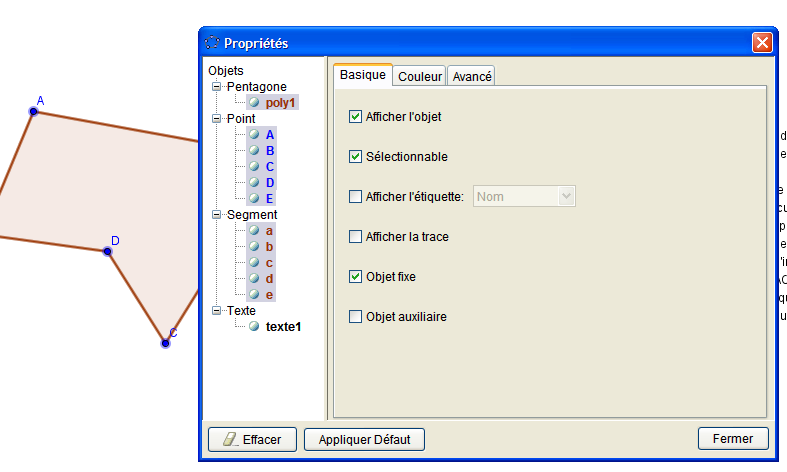 A
D
C
Propriétés
Objets
Pentagone
poly1
Point
A
B
C
D
E
Segment
a
b
c
d
e
Texte
texte1
Basique Couleur Avancé
Afficher l'objet
Sélectionnable
Afficher l'étiquette: Nom
Afficher la trace
Objet fixe
Objet auxiliaire
Effacer Appliquer Défaut Fermer